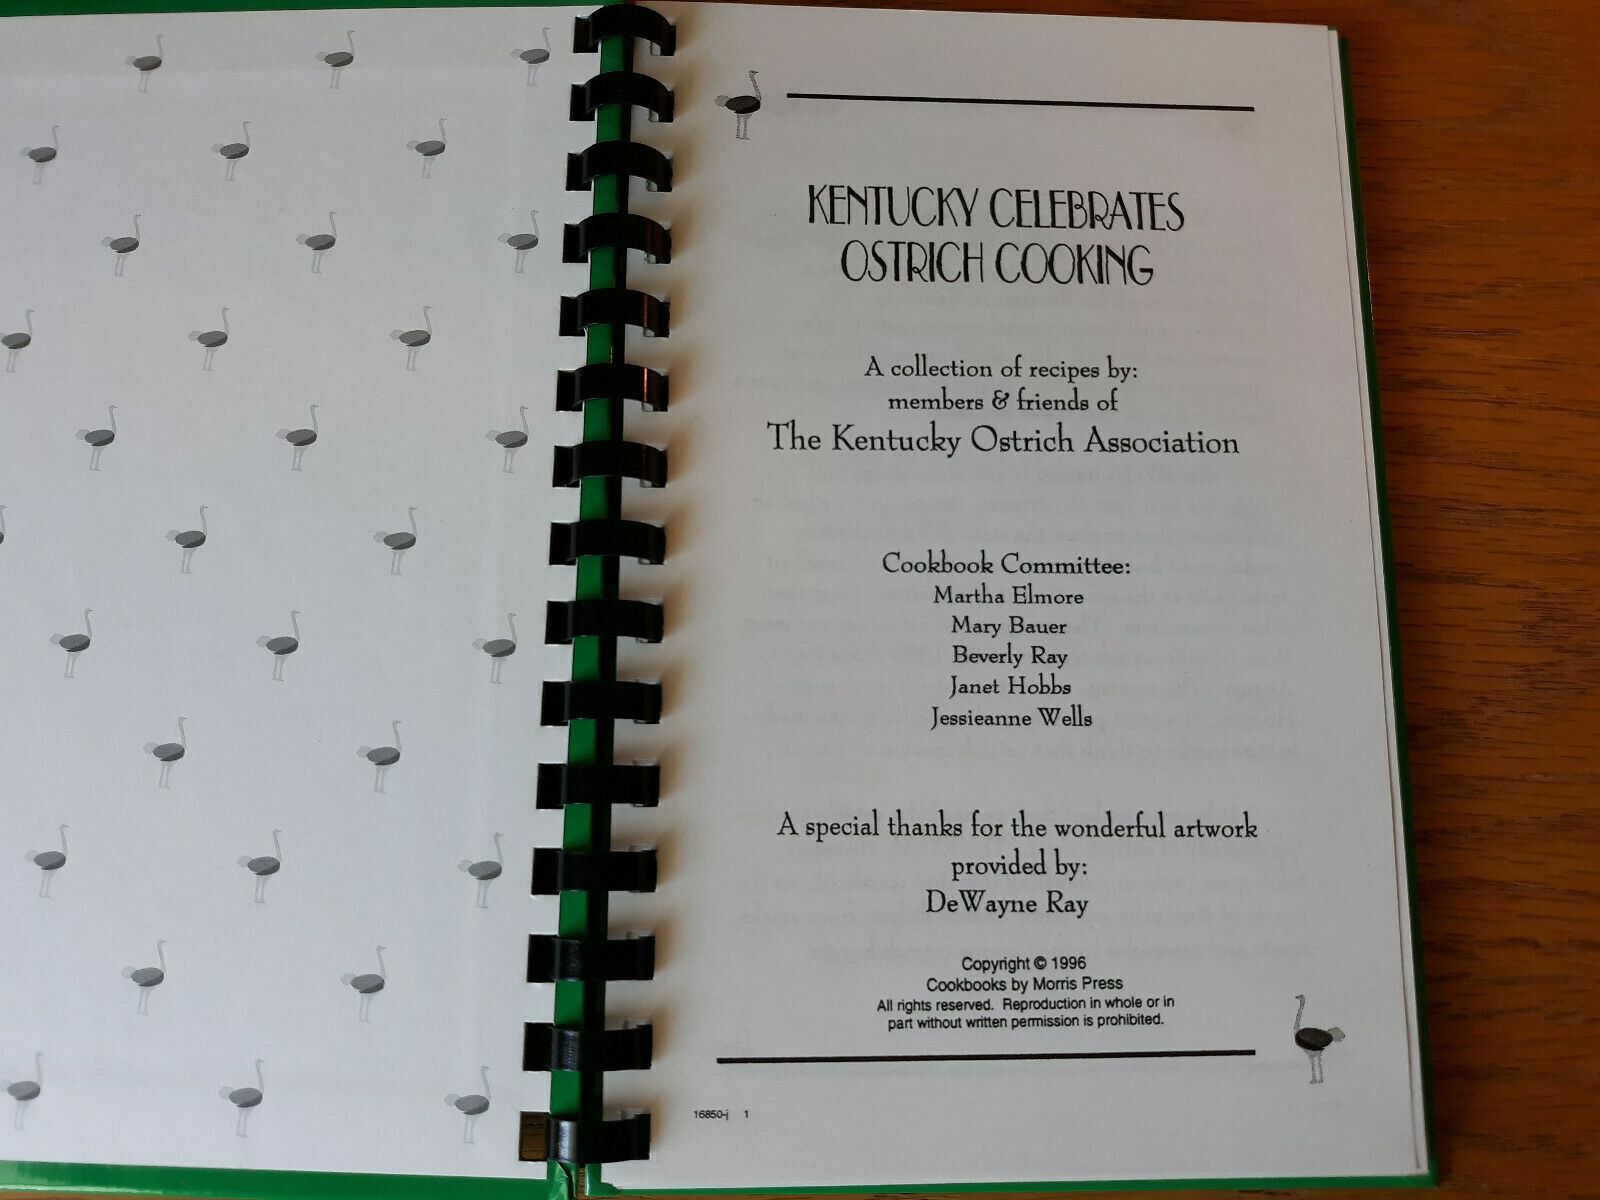 KENTUCKY CELEBRATES
OSTRICH COOKING
A collection of recipes by:
members & friends of
The Kentucky Ostrich Association
Cookbook Committee:
Martha Elmore
Mary Bauer
Beverly Ray
Janet Hobbs
Jessieanne Wells
A special thanks for the wonderful artwork
provided by:
DeWayne Ray
Copyright © 1996
Cookbooks by Morris Press
All rights reserved. Reproduction in whole or in
part without written permission is prohibited.
16850-j 1